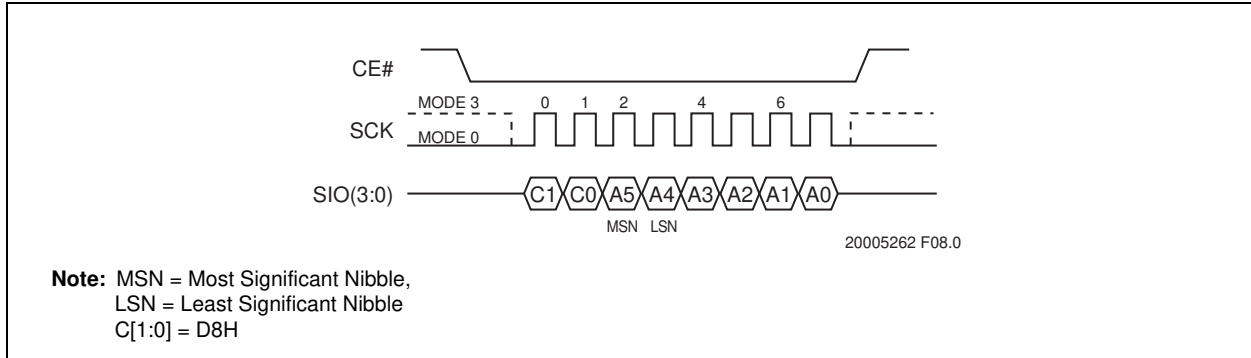 CE#
MODE 3 0 1 2 4 6
SCK
MODE 0
SIO(3:0) C1 C0 A5 A4 A3 A2 A1 A0
MSN LSN
20005262 F08.0
Note: MSN = Most Significant Nibble,
LSN = Least Significant Nibble
C[1:0] = D8H